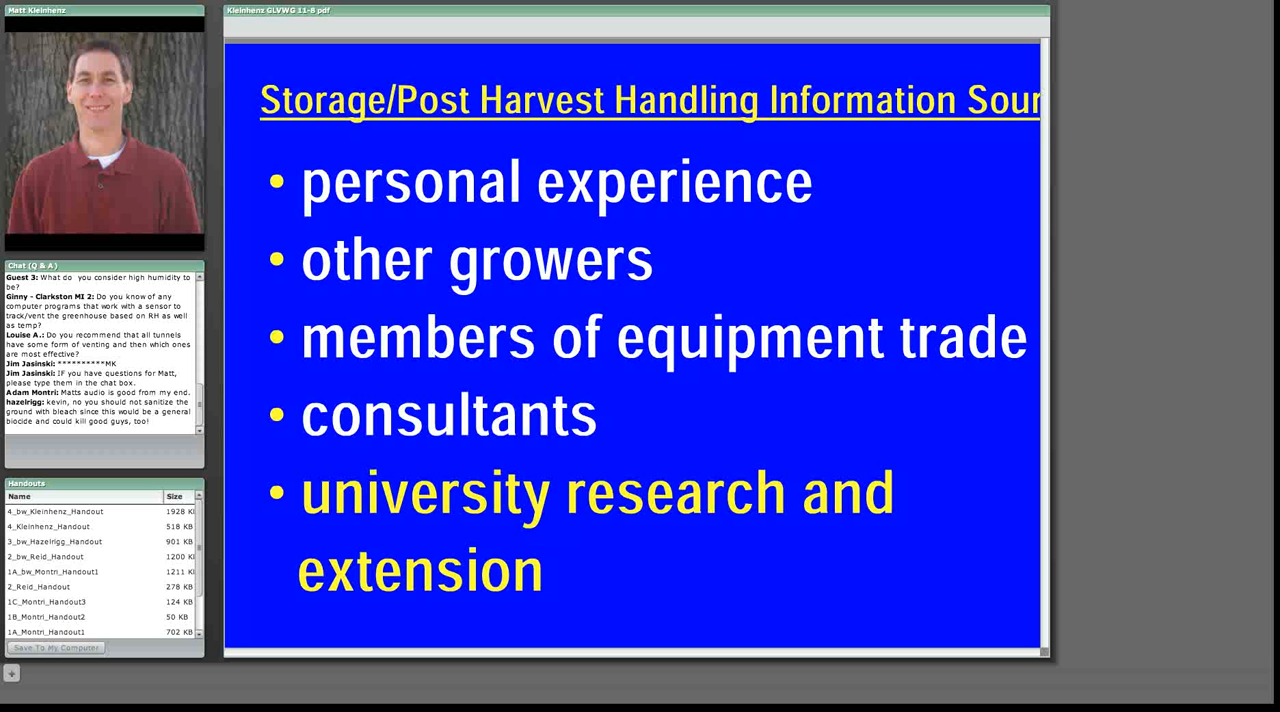 Matt Kleinhenz
Kleinhenz GLVWG 11-8 pdf
Storage/Post Harvest Handling Information Sour
• personal experience
• other growers
• members of equipment trade
• consultants
• university research and
extension
Chat (Q & A)
Guest 3: What do you consider high humidity to
be?
Ginny - Clarkston MI 2: Do you know of any
computer programs that work with a sensor to
track/vent the greenhouse based on RH as well
as temp?
Louise A.: Do you recommend that all tunnels
have some form of venting and then which ones
are most effective?
Jim Jasinski: **********MK
Jim Jasinski: IF you have questions for Matt,
please type them in the chat box.
Adam Montri: Matts audio is good from my end.
hazelrigg: kevin, no you should not sanitize the
ground with bleach since this would be a general
biocide and could kill good guys, too!
Handouts
Name Size
4_bw_Kleinhenz_Handout 1928 K
4_Kleinhenz_Handout 518 KB
3_bw_Hazelrigg_Handout 901 KB
2_bw_Reid_Handout 1200 K
1A_bw_Montri_Handout1 1211 K
2_Reid_Handout 278 KB
1C_Montri_Handout3 124 KB
1B_Montri_Handout2 50 KB
1A_Montri_Handout1 702 KB
Save To My Computer